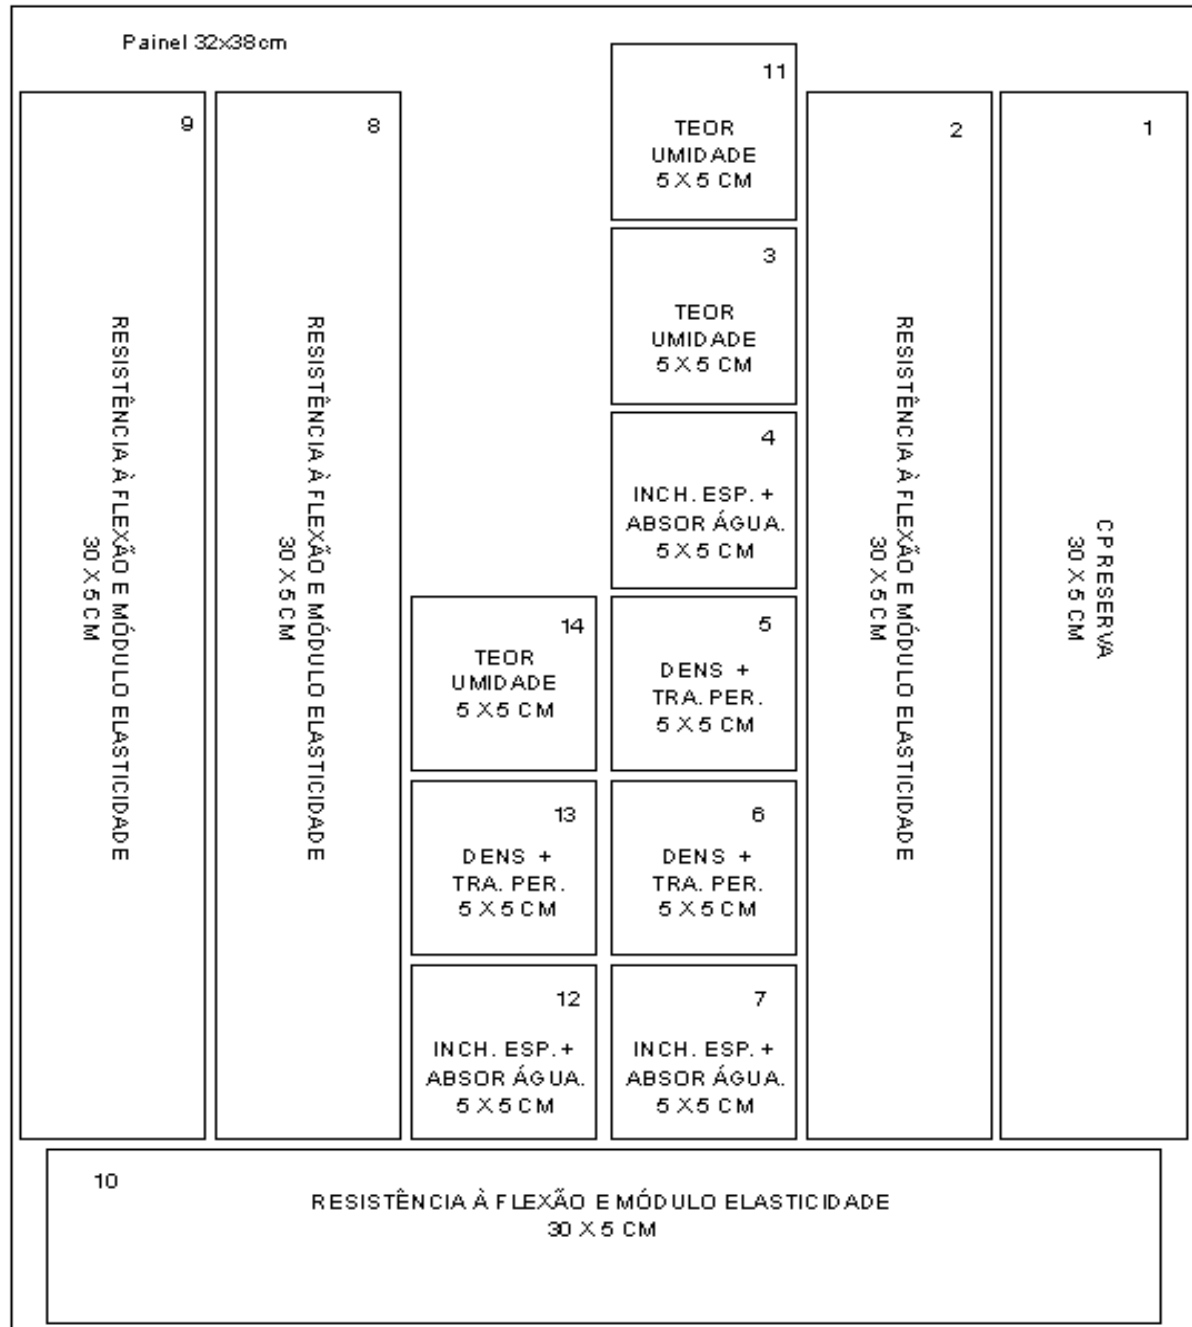 Painel 32x38cm
9
RESISTÊNCIA À FLEXÃO E MÓDULO ELASTICIDADE
30 X 5 CM
8
RESISTÊNCIA À FLEXÃO E MÓDULO ELASTICIDADE
30 X 5 CM
11
TEOR
UMIDADE
5 X 5 CM
3
TEOR
UMIDADE
5 X 5 CM
4
INCH. ESP. +
ABSOR ÁGUA.
5 X 5 CM
14
TEOR
UMIDADE
5 X 5 CM
5
DENS +
TRA. PER.
5 X 5 CM
13
DENS +
TRA. PER.
5 X 5 CM
6
DENS +
TRA. PER.
5 X 5 CM
12
INCH. ESP. +
ABSOR ÁGUA.
5 X 5 CM
7
INCH. ESP. +
ABSOR ÁGUA.
5 X 5 CM
2
RESISTÊNCIA À FLEXÃO E MÓDULO ELASTICIDADE
30 X 5 CM
1
CP RESERVA
30 X 5 CM
10
RESISTÊNCIA À FLEXÃO E MÓDULO ELASTICIDADE
30 X 5 CM